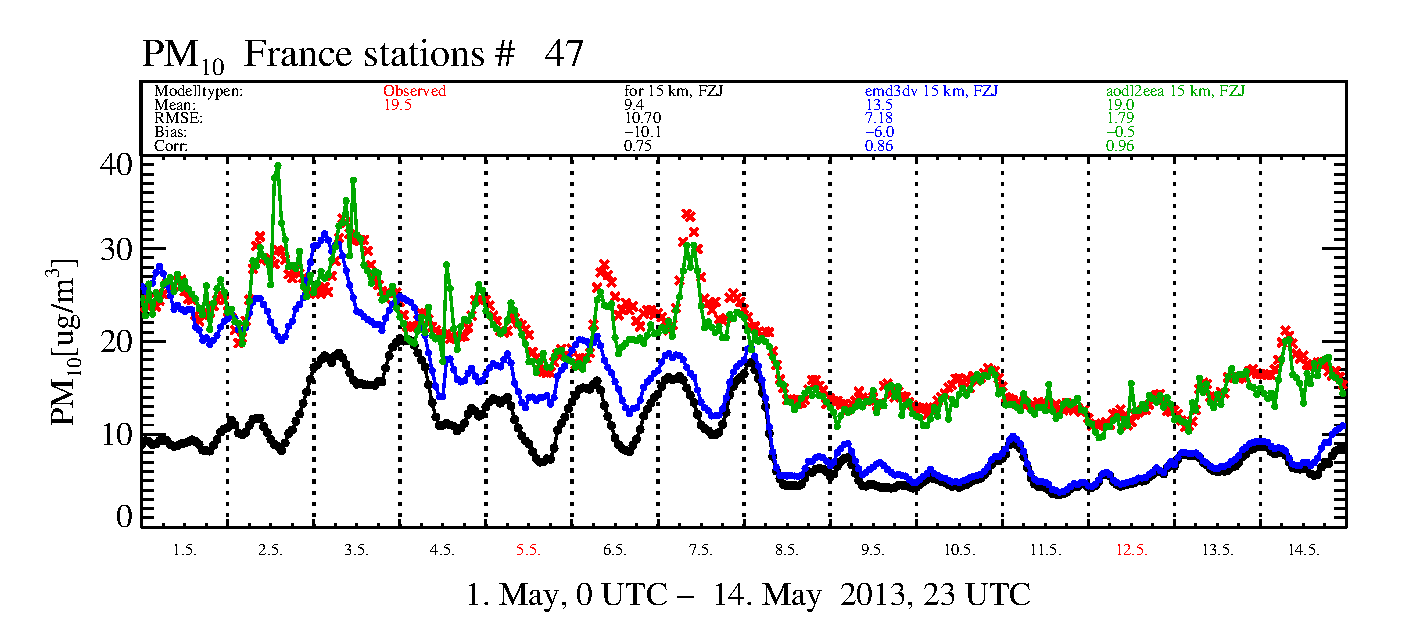 PM10 France stations # 47
Modelltypen: Observed for 15 km, FZJ emd3dv 15 km, FZJ aodl2eea 15 km, FZJ
Mean: 19.5 9.4 13.5 19.0
RMSE: 10.70 7.18 1.79
Bias: −10.1 −6.0 −0.5
Corr: 0.75 0.86 0.96
40
30
20
10
0
PM10[ug/m3]
1.5. 2.5. 3.5. 4.5. 5.5. 6.5. 7.5. 8.5. 9.5. 10.5. 11.5. 12.5. 13.5. 14.5.
1. May, 0 UTC − 14. May 2013, 23 UTC